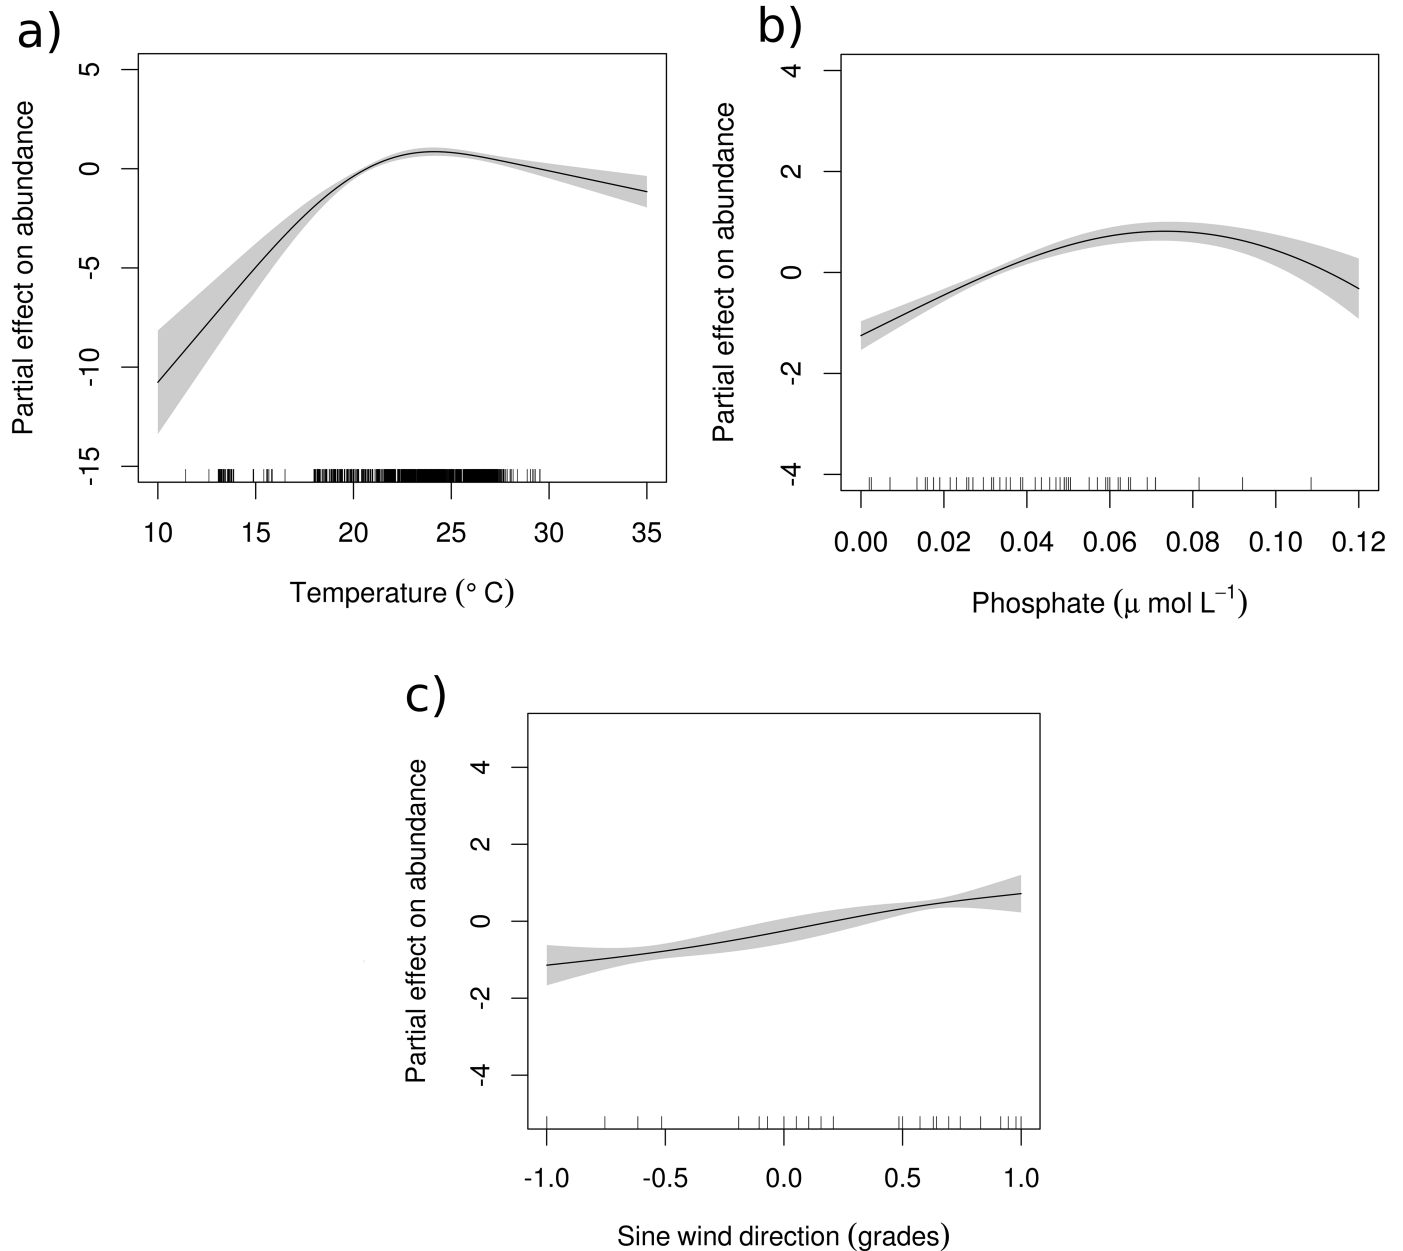 a)
Partial effect on abundance
5
0
-5
-10
-15
10 15 20 25 30 35
Temperature (° C)
b)
Partial effect on abundance
4
2
0
-2
-4
0.00 0.02 0.04 0.06 0.08 0.10 0.12
Phosphate (μ mol L⁻¹)
c)
Partial effect on abundance
4
2
0
-2
-4
-1.0 -0.5 0.0 0.5 1.0
Sine wind direction (grades)